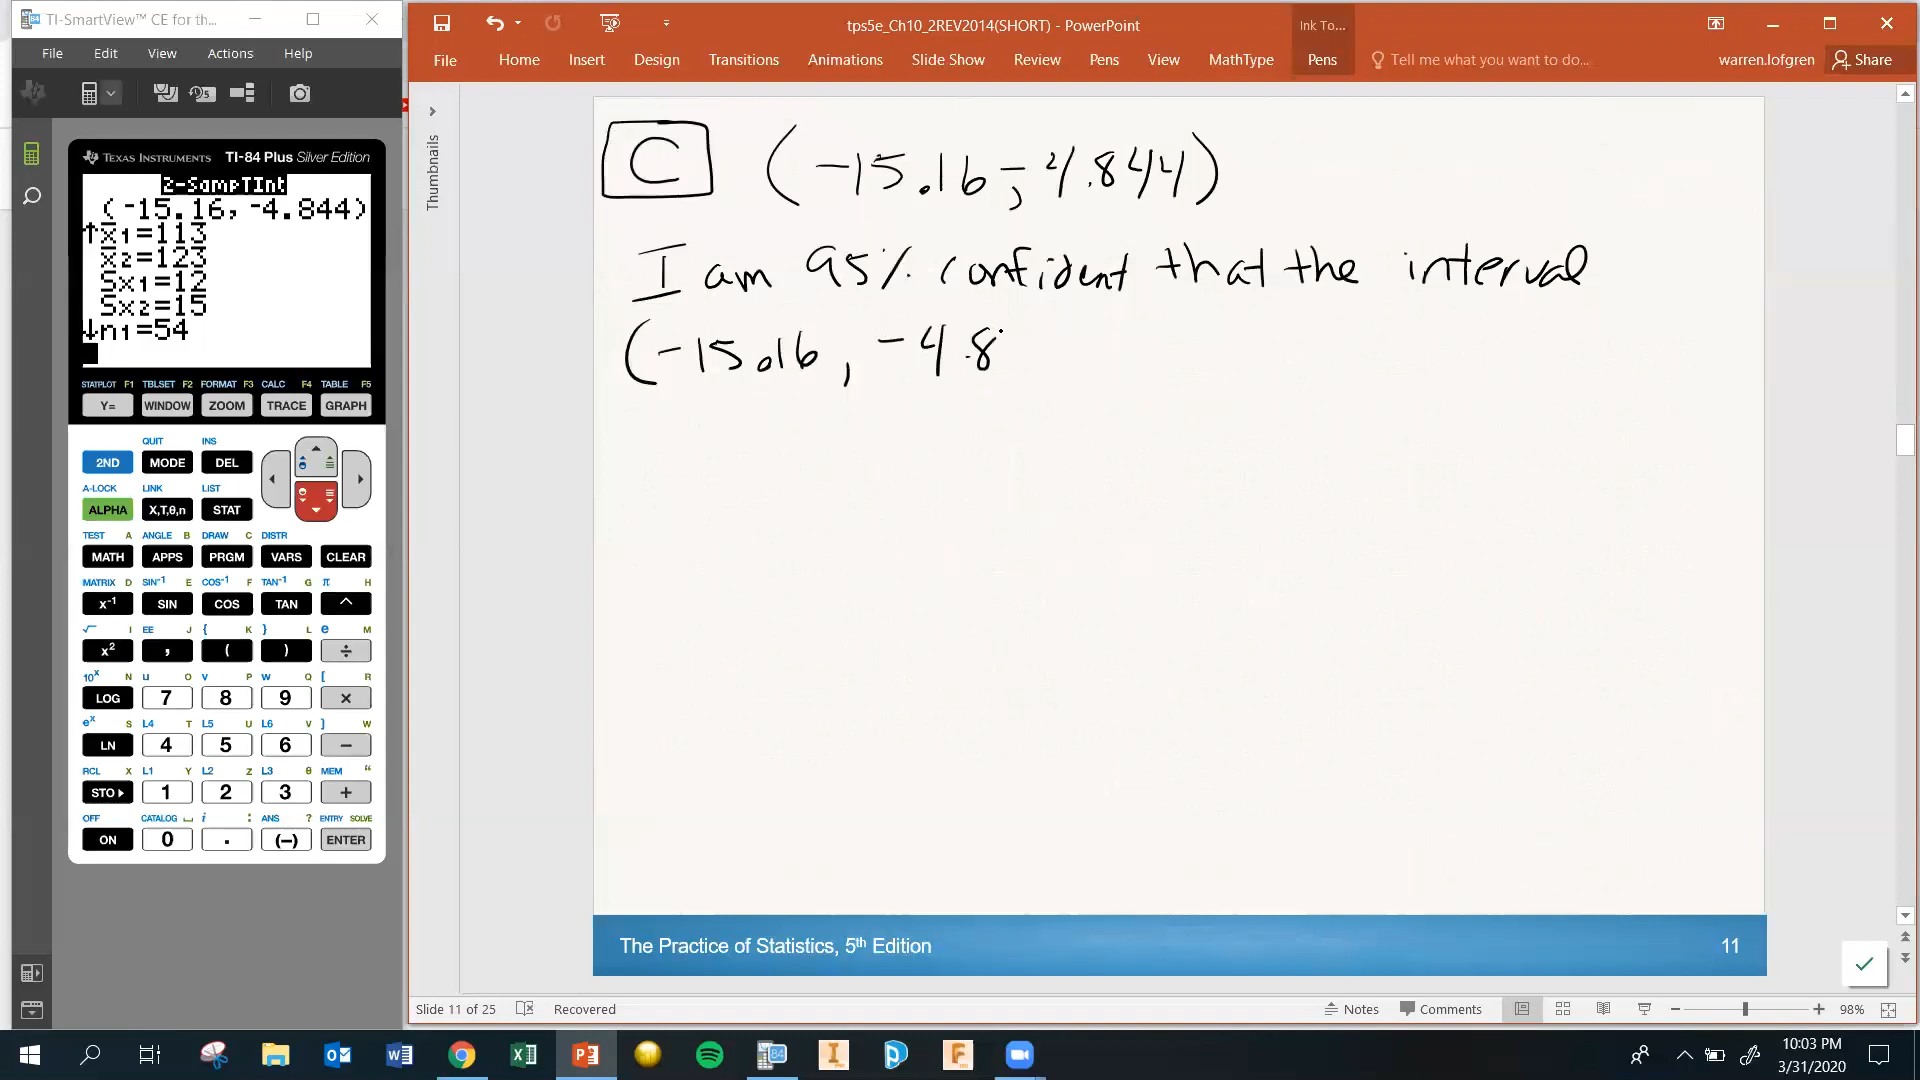 TI-SmartView™ CE for th...
File Edit View Actions Help
TEXAS INSTRUMENTS TI-84 Plus Silver Edition
2-SampTInt
(-15.16, -4.844)
↑x̄1=113
x̄2=123
Sx1=12
Sx2=15
↓n1=54
STATPLOT F1 TBLSET F2 FORMAT F3 CALC F4 TABLE F5
Y= WINDOW ZOOM TRACE GRAPH
QUIT INS
2ND MODE DEL
A-LOCK LINK LIST
ALPHA X,T,θ,n STAT
TEST A ANGLE B DRAW C DISTR
MATH APPS PRGM VARS CLEAR
MATRIX D SIN⁻¹ E COS⁻¹ F TAN⁻¹ G π H
x⁻¹ SIN COS TAN ^
√ I EE J { K } L e M
x² , ( ) ÷
10ˣ N u O v P w Q [ R
LOG 7 8 9 ×
eˣ S L4 T L5 U L6 V ] W
LN 4 5 6 −
RCL X L1 Y L2 Z L3 θ MEM "
STO► 1 2 3 +
OFF CATALOG ⎵ i : ANS ? ENTRY SOLVE
ON 0 . (−) ENTER
tps5e_Ch10_2REV2014(SHORT) - PowerPoint
Ink To...
File Home Insert Design Transitions Animations Slide Show Review Pens View MathType Pens Tell me what you want to do... warren.lofgren Share
Thumbnails
C (-15.16, -4.844)
I am 95% confident that the interval
(-15.16, -4.8
The Practice of Statistics, 5th Edition 11
Slide 11 of 25 Recovered Notes Comments 98%
10:03 PM
3/31/2020